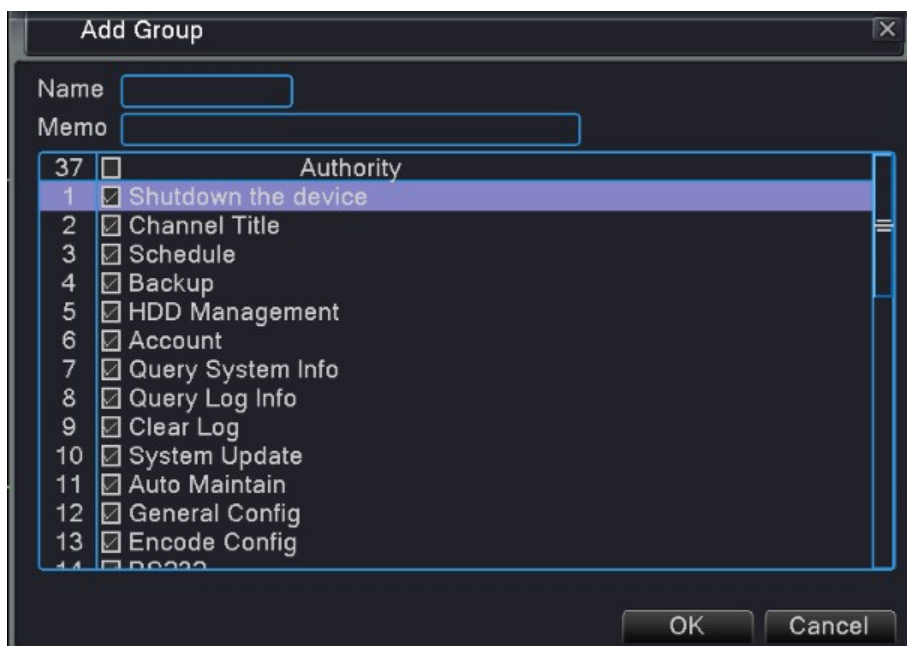 Add Group
Name
Memo
37 Authority
1 Shutdown the device
2 Channel Title
3 Schedule
4 Backup
5 HDD Management
6 Account
7 Query System Info
8 Query Log Info
9 Clear Log
10 System Update
11 Auto Maintain
12 General Config
13 Encode Config
14 RS232
OK Cancel